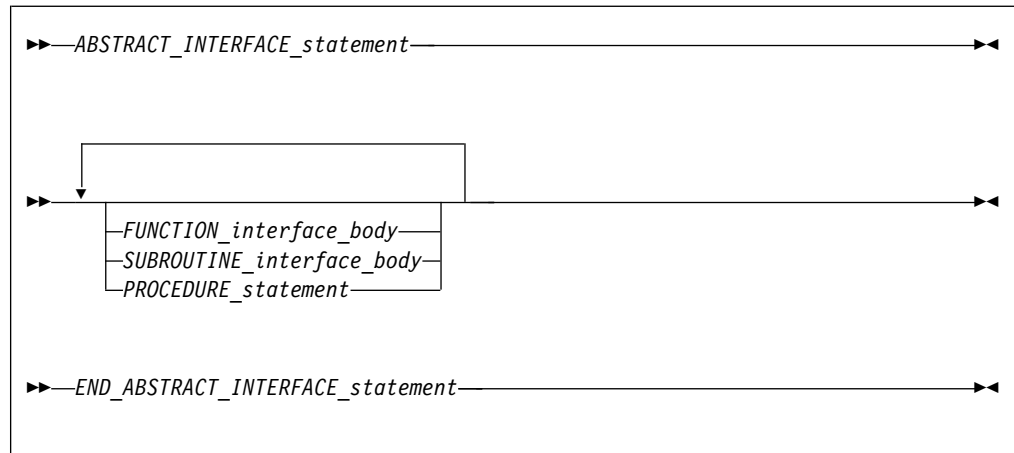 ABSTRACT_INTERFACE_statement
FUNCTION_interface_body
SUBROUTINE_interface_body
PROCEDURE_statement
END_ABSTRACT_INTERFACE_statement